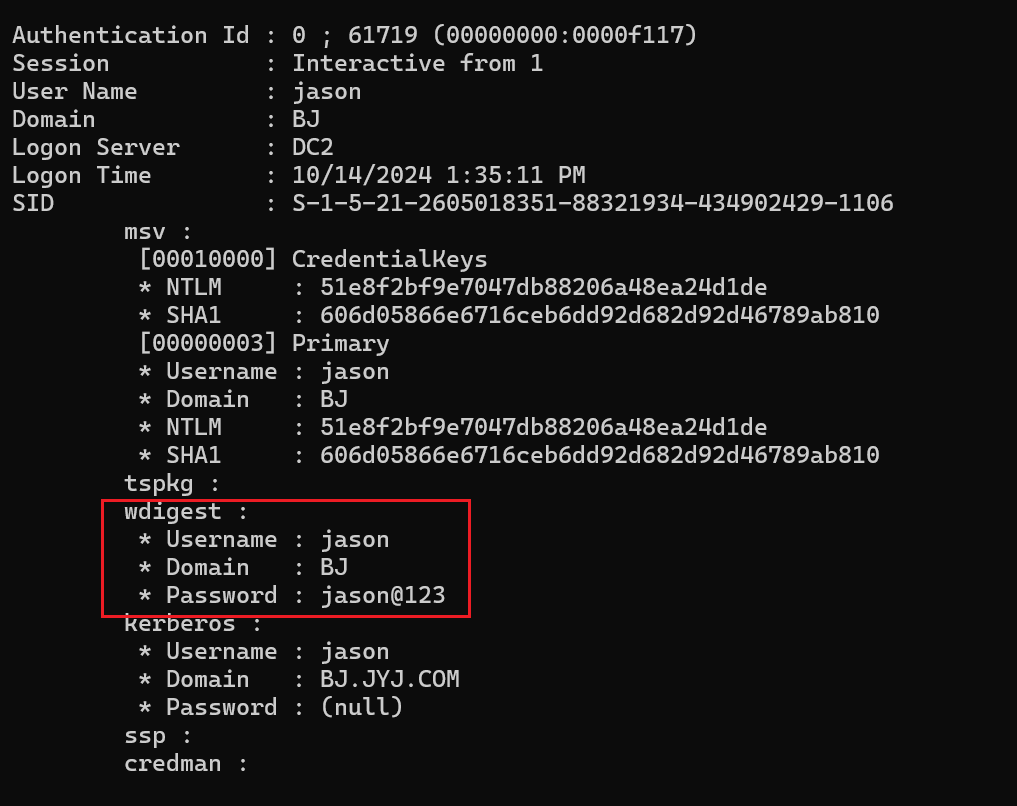 Authentication Id : 0 ; 61719 (00000000:0000f117)
Session           : Interactive from 1
User Name         : jason
Domain            : BJ
Logon Server      : DC2
Logon Time        : 10/14/2024 1:35:11 PM
SID               : S-1-5-21-2605018351-88321934-434902429-1106
        msv :
         [00010000] CredentialKeys
         * NTLM     : 51e8f2bf9e7047db88206a48ea24d1de
         * SHA1     : 606d05866e6716ceb6dd92d682d92d46789ab810
         [00000003] Primary
         * Username : jason
         * Domain   : BJ
         * NTLM     : 51e8f2bf9e7047db88206a48ea24d1de
         * SHA1     : 606d05866e6716ceb6dd92d682d92d46789ab810
        tspkg :
        wdigest :
         * Username : jason
         * Domain   : BJ
         * Password : jason@123
        kerberos :
         * Username : jason
         * Domain   : BJ.JYJ.COM
         * Password : (null)
        ssp :
        credman :